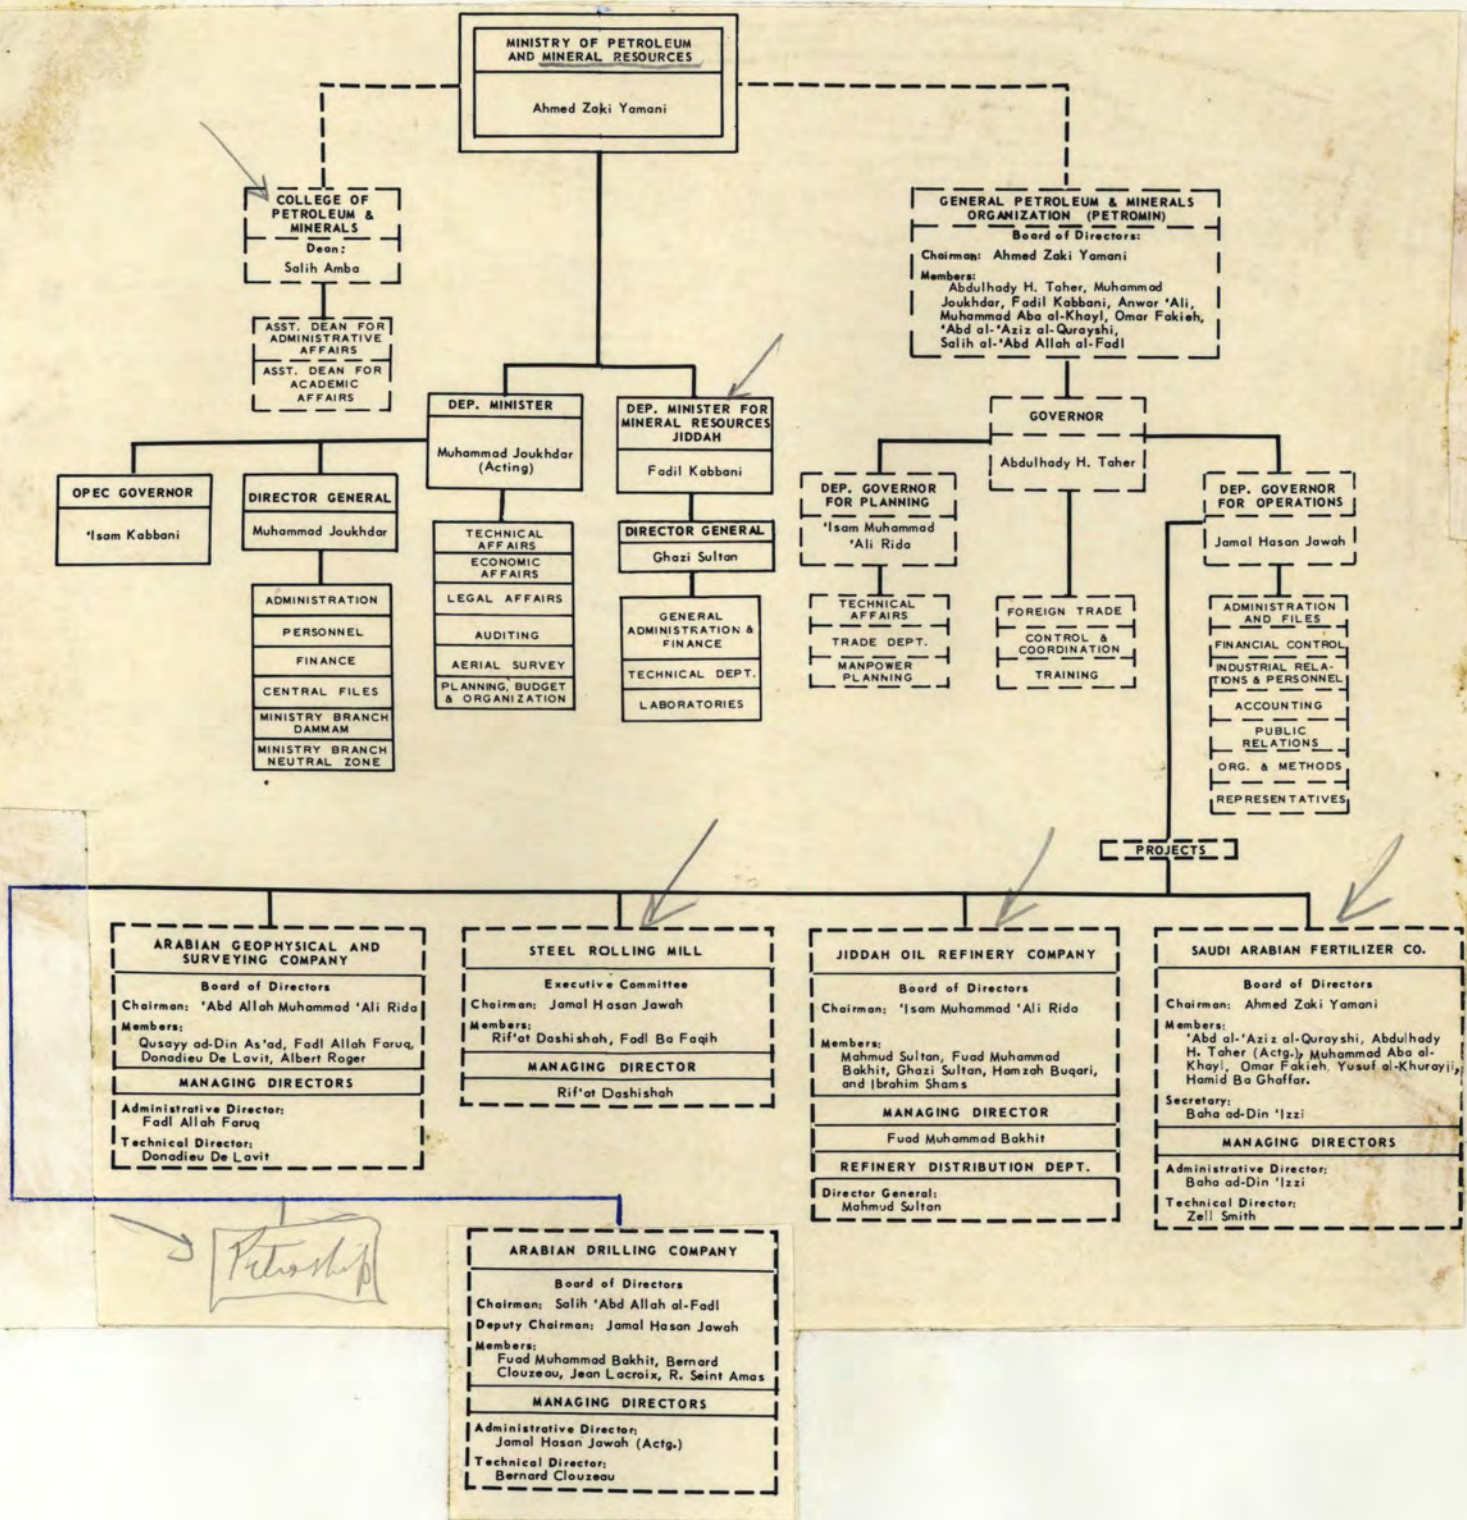 MINISTRY OF PETROLEUM
AND MINERAL RESOURCES
Ahmed Zaki Yamani
COLLEGE OF
PETROLEUM &
MINERALS
Dean:
Salih Amba
ASST. DEAN FOR
ADMINISTRATIVE
AFFAIRS
ASST. DEAN FOR
ACADEMIC
AFFAIRS
GENERAL PETROLEUM & MINERALS
ORGANIZATION (PETROMIN)
Board of Directors:
Chairman: Ahmed Zaki Yamani
Members:
Abdulhady H. Taher, Muhammad
Joukhdar, Fadil Kabbani, Anwar 'Ali,
Muhammad Aba al-Khayl, Omar Fakieh,
'Abd al-'Aziz al-Qurayshi,
Salih al-'Abd Allah al-Fadl
DEP. MINISTER
Muhammad Joukhdar
(Acting)
DEP. MINISTER FOR
MINERAL RESOURCES
JIDDAH
Fadil Kabbani
GOVERNOR
Abdulhady H. Taher
OPEC GOVERNOR
'Isam Kabbani
DIRECTOR GENERAL
Muhammad Joukhdar
ADMINISTRATION
PERSONNEL
FINANCE
CENTRAL FILES
MINISTRY BRANCH
DAMMAM
MINISTRY BRANCH
NEUTRAL ZONE
TECHNICAL
AFFAIRS
ECONOMIC
AFFAIRS
LEGAL AFFAIRS
AUDITING
AERIAL SURVEY
PLANNING, BUDGET
& ORGANIZATION
DIRECTOR GENERAL
Ghazi Sultan
GENERAL
ADMINISTRATION &
FINANCE
TECHNICAL DEPT.
LABORATORIES
DEP. GOVERNOR
FOR PLANNING
'Isam Muhammad
'Ali Rida
TECHNICAL
AFFAIRS
TRADE DEPT.
MANPOWER
PLANNING
FOREIGN TRADE
CONTROL &
COORDINATION
TRAINING
DEP. GOVERNOR
FOR OPERATIONS
Jamal Hasan Jawah
ADMINISTRATION
AND FILES
FINANCIAL CONTROL
INDUSTRIAL RELA-
TIONS & PERSONNEL
ACCOUNTING
PUBLIC
RELATIONS
ORG. & METHODS
REPRESENTATIVES
PROJECTS
ARABIAN GEOPHYSICAL AND
SURVEYING COMPANY
Board of Directors
Chairman: 'Abd Allah Muhammad 'Ali Rida
Members:
Qusayy ad-Din As'ad, Fadl Allah Faruq,
Donadieu De Lavit, Albert Roger
MANAGING DIRECTORS
Administrative Director:
Fadl Allah Faruq
Technical Director:
Donadieu De Lavit
STEEL ROLLING MILL
Executive Committee
Chairman: Jamal Hasan Jawah
Members:
Rif'at Dashishah, Fadl Ba Faqih
MANAGING DIRECTOR
Rif'at Dashishah
JIDDAH OIL REFINERY COMPANY
Board of Directors
Chairman: 'Isam Muhammad 'Ali Rida
Members:
Mahmud Sultan, Fuad Muhammad
Bakhit, Ghazi Sultan, Hamzah Buqari,
and Ibrahim Shams
MANAGING DIRECTOR
Fuad Muhammad Bakhit
REFINERY DISTRIBUTION DEPT.
Director General:
Mahmud Sultan
SAUDI ARABIAN FERTILIZER CO.
Board of Directors
Chairman: Ahmed Zaki Yamani
Members:
'Abd al-'Aziz al-Qurayshi, Abdulhady
H. Taher (Actg.), Muhammad Aba al-
Khayl, Omar Fakieh, Yusuf al-Khurayji,
Hamid Ba Ghaffar.
Secretary:
Baha ad-Din 'Izzi
MANAGING DIRECTORS
Administrative Director:
Baha ad-Din 'Izzi
Technical Director:
Zell Smith
Petroship
ARABIAN DRILLING COMPANY
Board of Directors
Chairman: Salih 'Abd Allah al-Fadl
Deputy Chairman: Jamal Hasan Jawah
Members:
Fuad Muhammad Bakhit, Bernard
Clouzeau, Jean Lacroix, R. Seint Amas
MANAGING DIRECTORS
Administrative Director:
Jamal Hasan Jawah (Actg.)
Technical Director:
Bernard Clouzeau